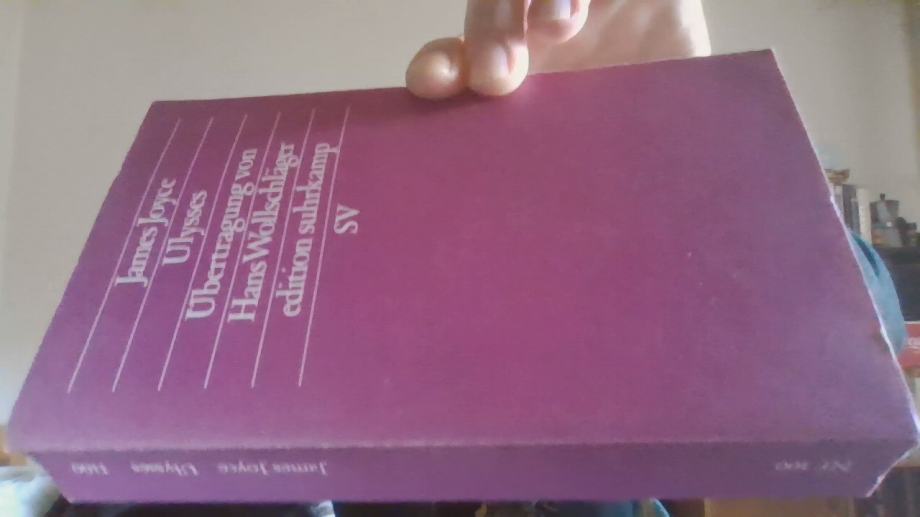 James Joyce
Ulysses
Übertragung von
Hans Wollschläger
edition suhrkamp
SV
James Joyce Ulysses 1100